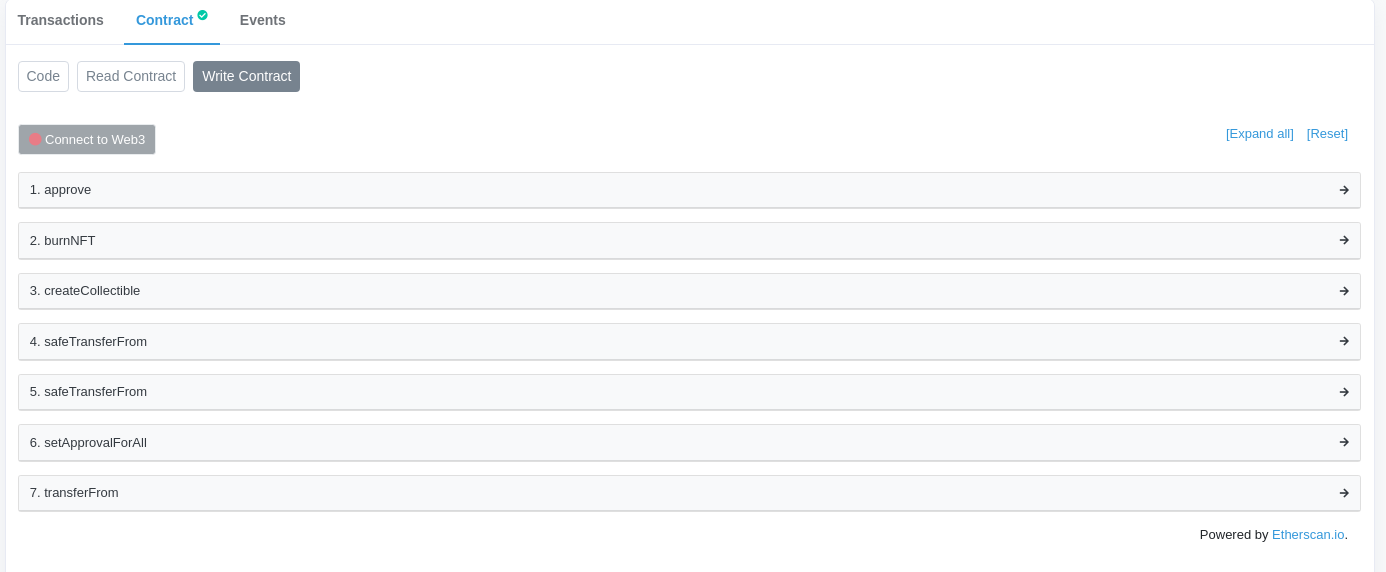 Transactions Contract Events
Code Read Contract Write Contract
Connect to Web3 [Expand all] [Reset]
1. approve
2. burnNFT
3. createCollectible
4. safeTransferFrom
5. safeTransferFrom
6. setApprovalForAll
7. transferFrom
Powered by Etherscan.io.